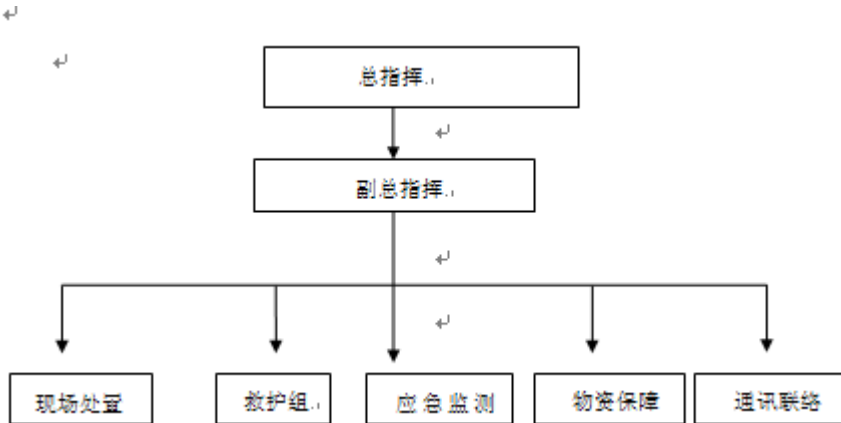 总指挥
副总指挥
现场处置
救护组
应急监测
物资保障
通讯联络